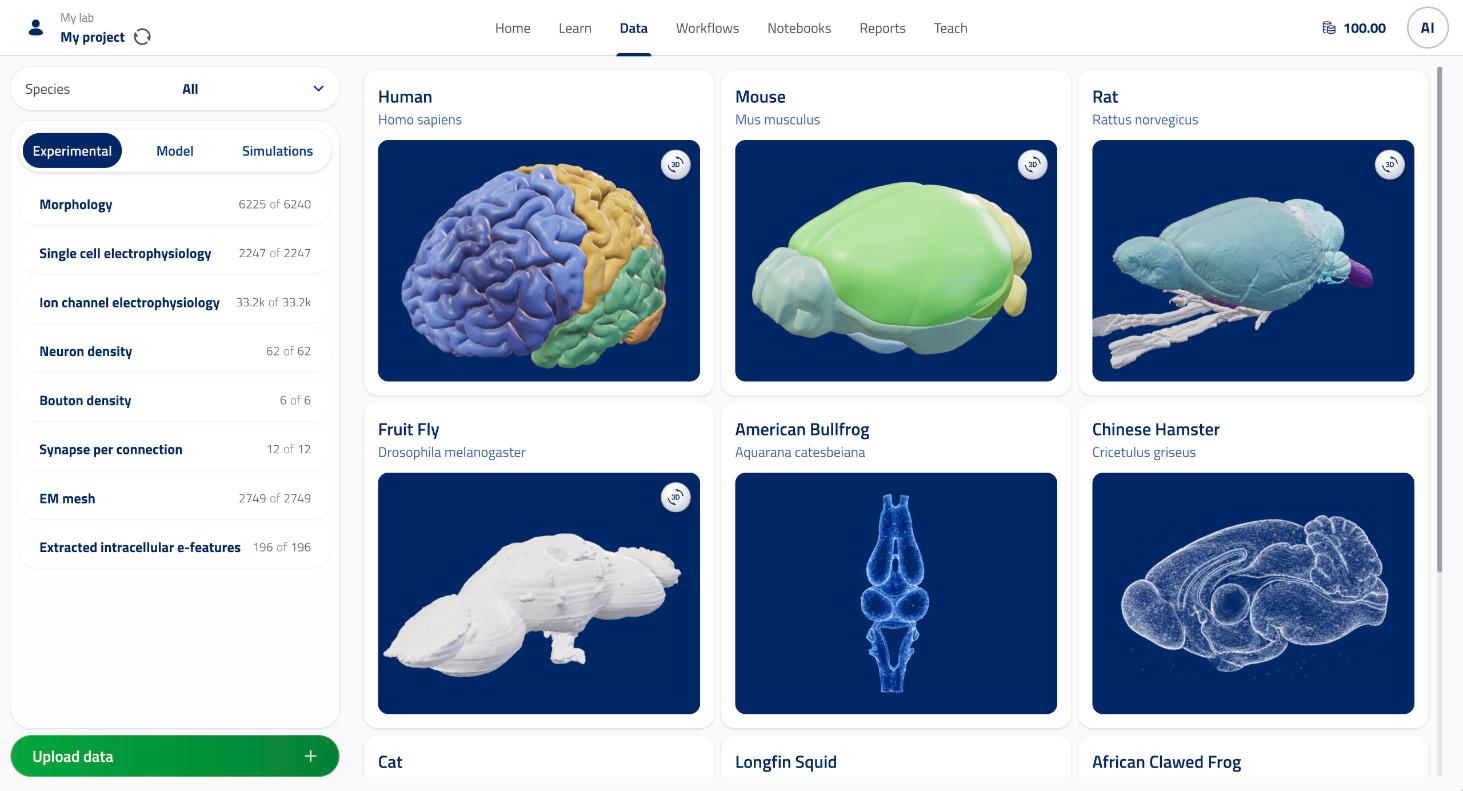 My lab
My project
Home Learn Data Workflows Notebooks Reports Teach
100.00
AI
Species All
Experimental Model Simulations
Morphology 6225 of 6240
Single cell electrophysiology 2247 of 2247
Ion channel electrophysiology 33.2k of 33.2k
Neuron density 62 of 62
Bouton density 6 of 6
Synapse per connection 12 of 12
EM mesh 2749 of 2749
Extracted intracellular e-features 196 of 196
Upload data
Human
Homo sapiens
3D
Mouse
Mus musculus
3D
Rat
Rattus norvegicus
3D
Fruit Fly
Drosophila melanogaster
3D
American Bullfrog
Aquarana catesbeiana
Chinese Hamster
Cricetulus griseus
Cat
Longfin Squid
African Clawed Frog